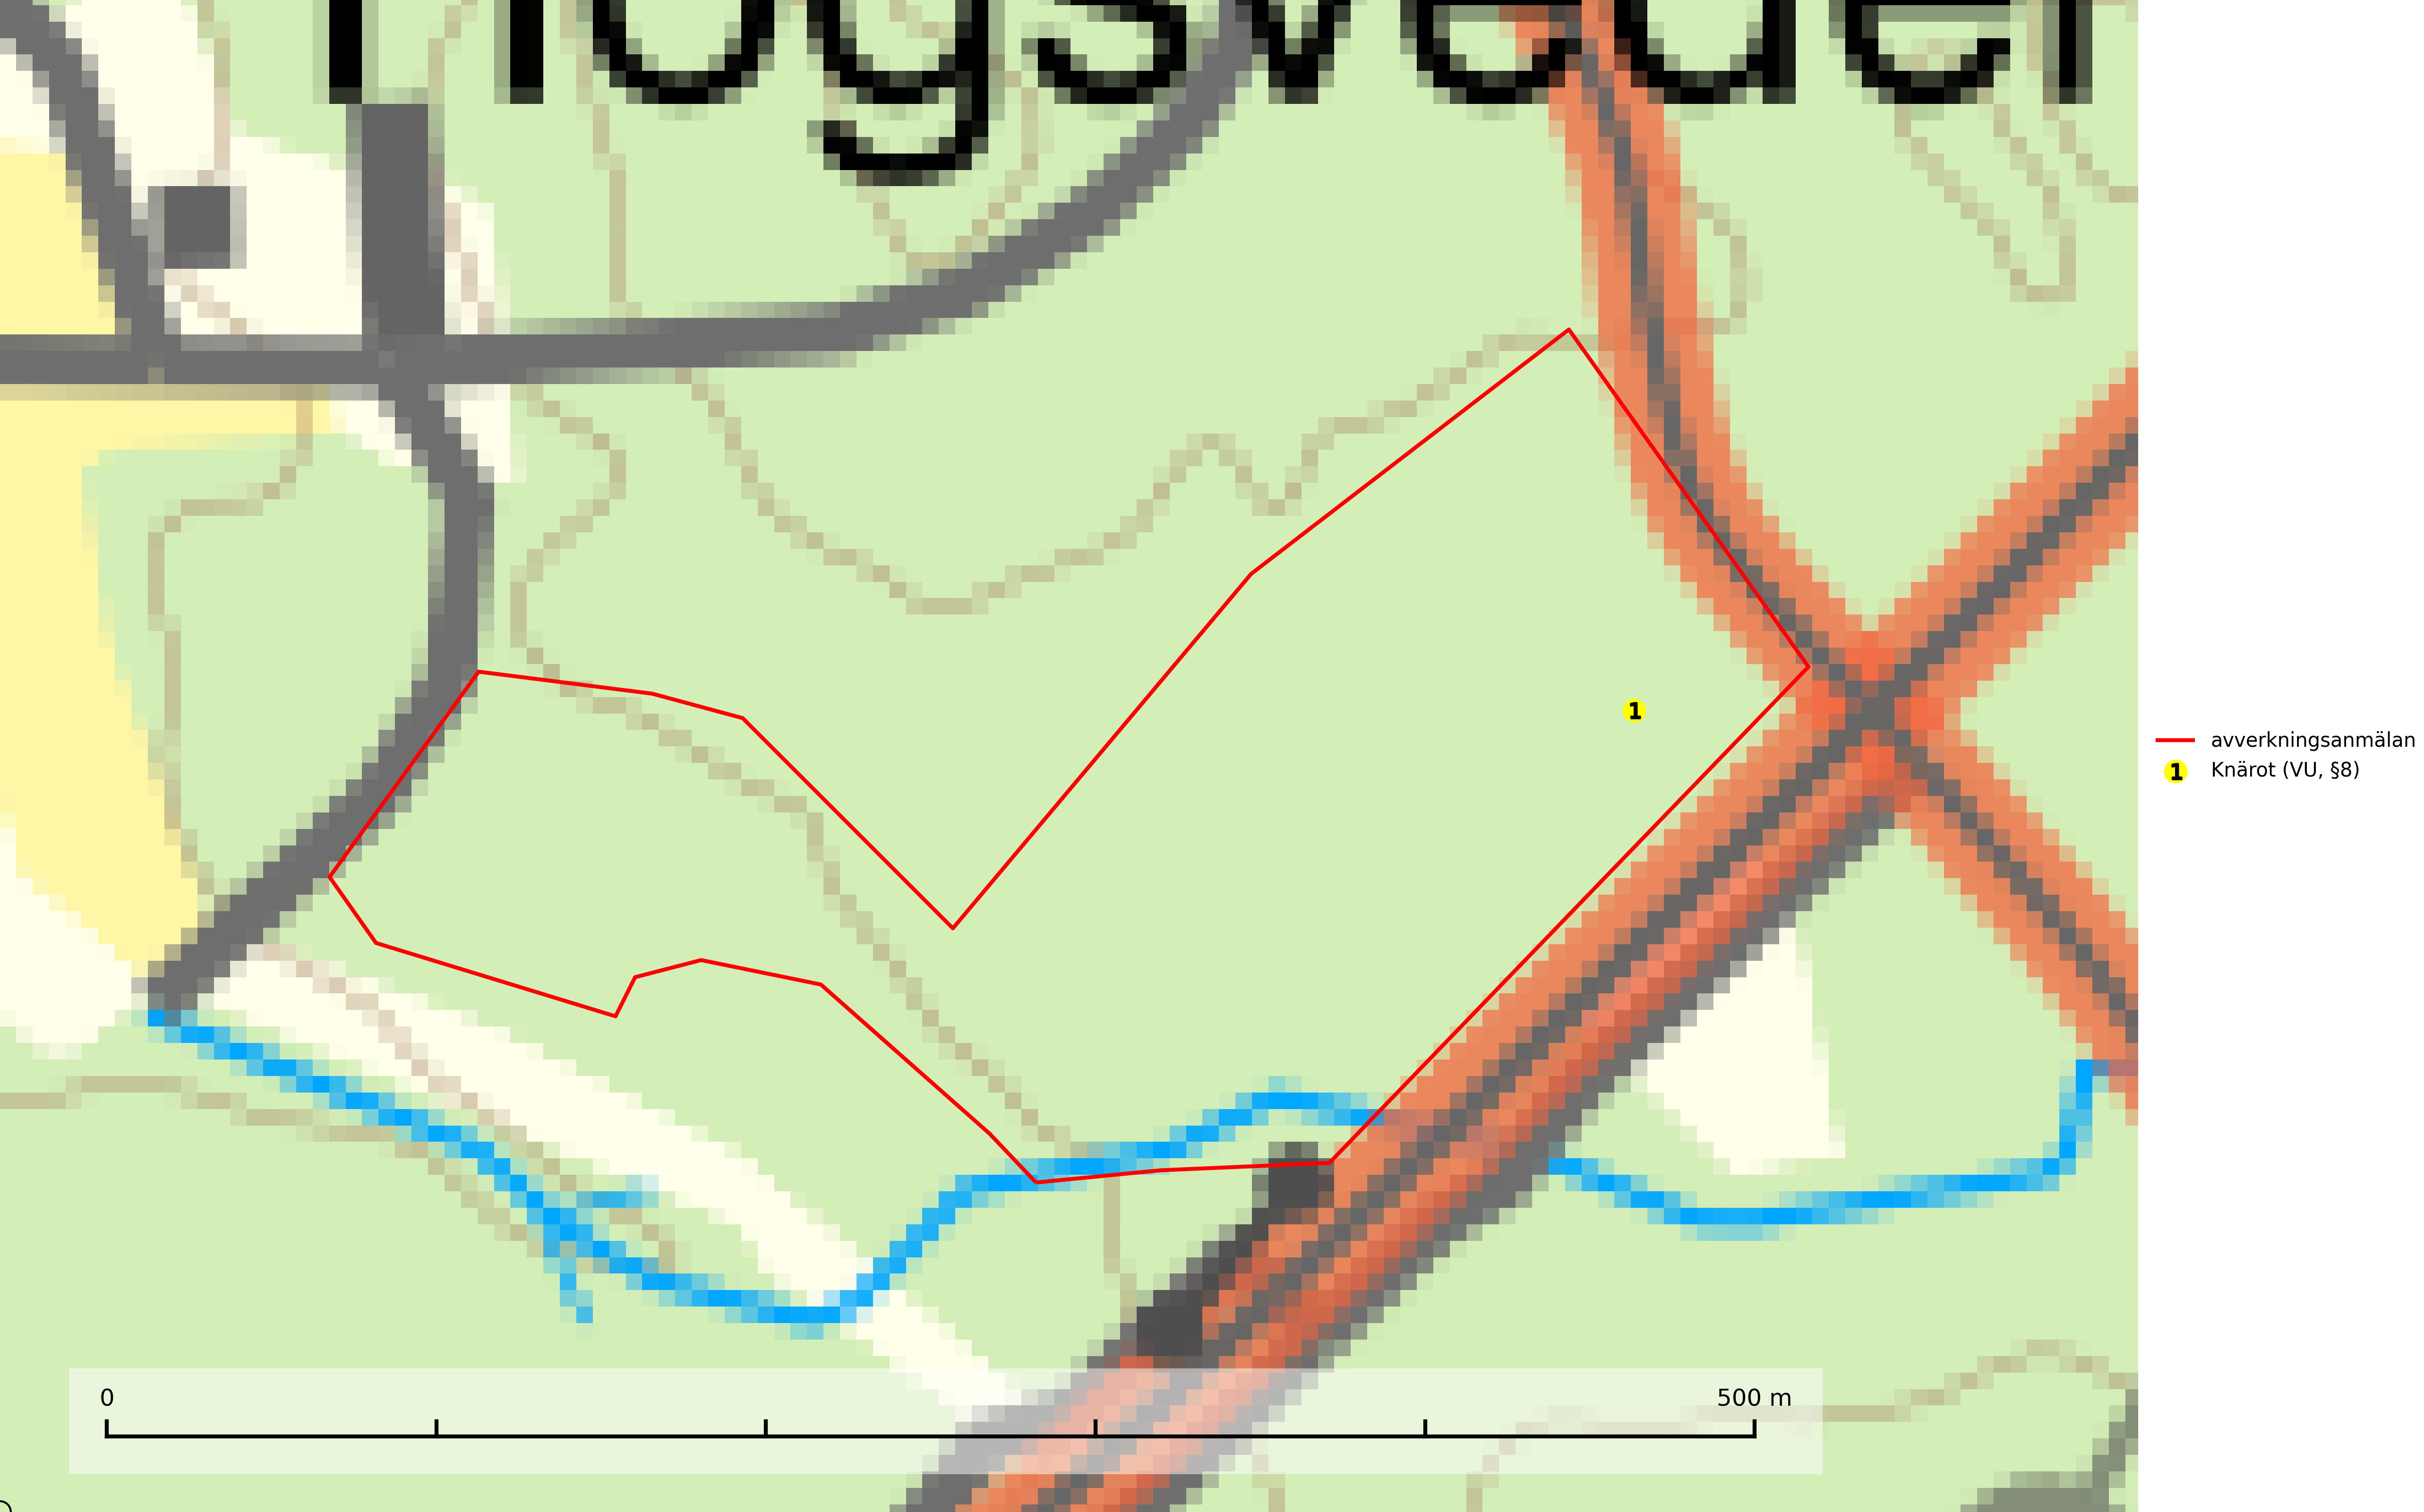 1
avverkningsanmälan
1 Knärot (VU, §8)
0 500 m